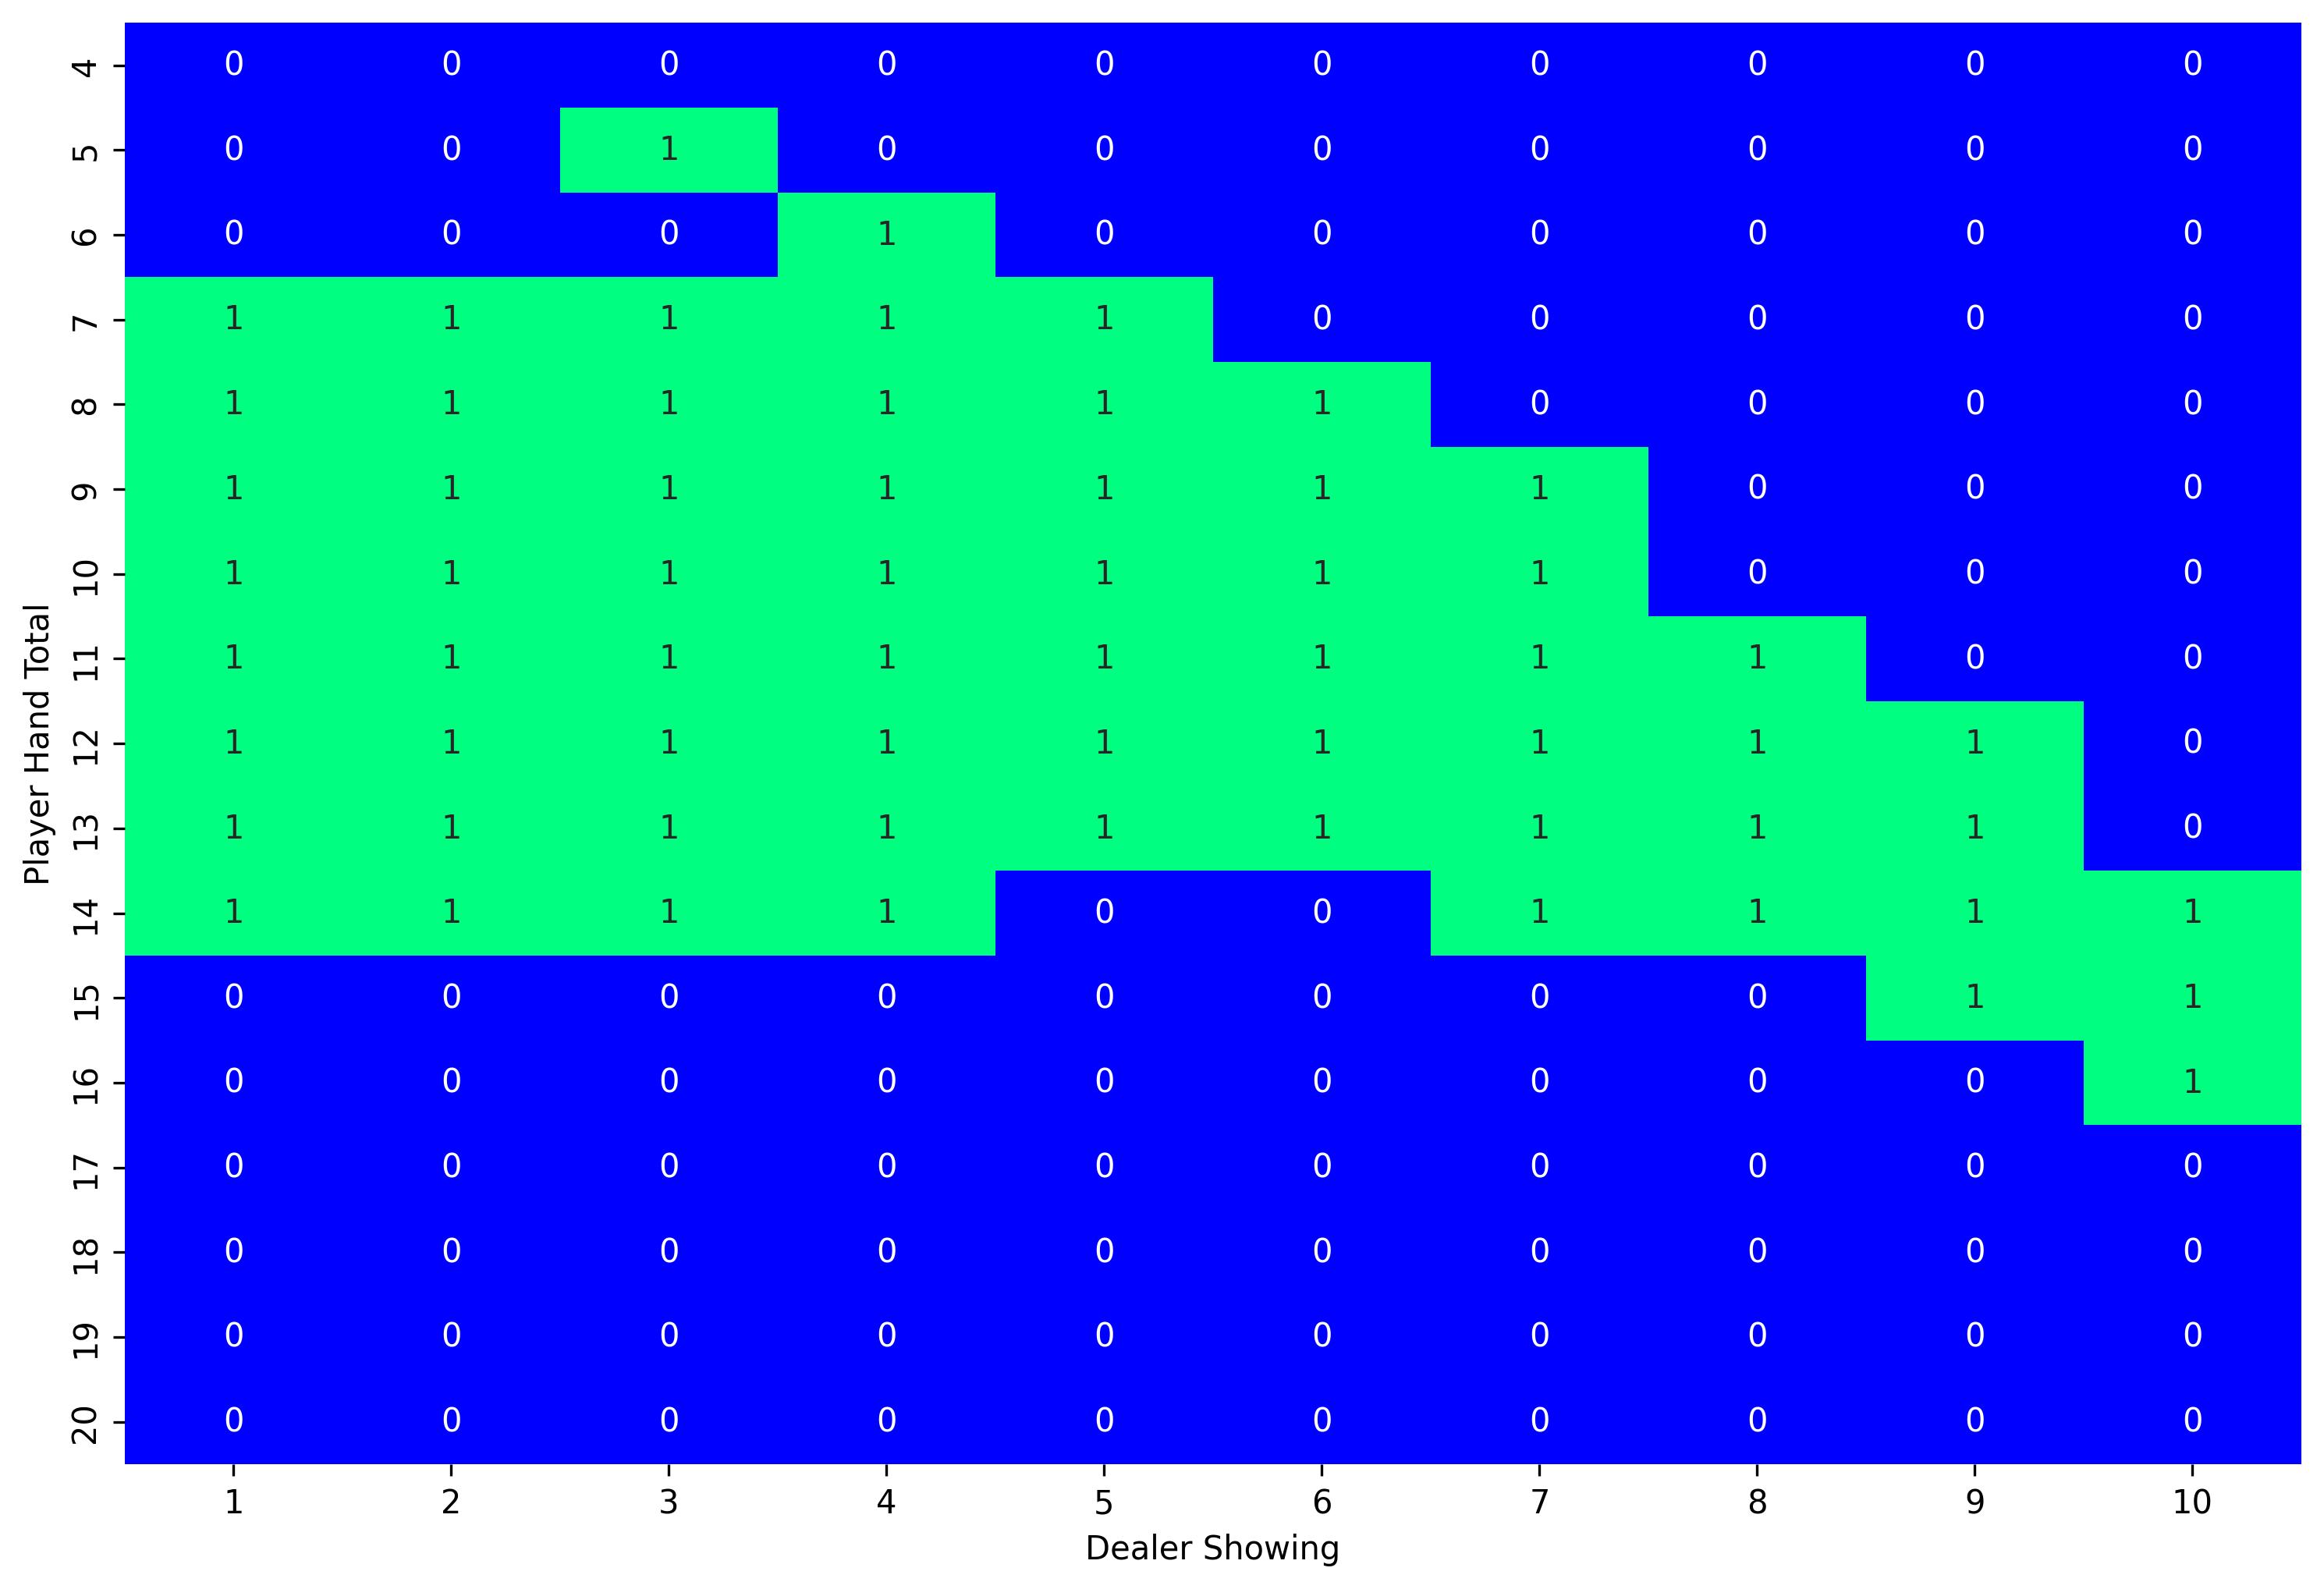 4 0 0 0 0 0 0 0 0 0 0
5 0 0 1 0 0 0 0 0 0 0
6 0 0 0 1 0 0 0 0 0 0
7 1 1 1 1 1 0 0 0 0 0
8 1 1 1 1 1 1 0 0 0 0
9 1 1 1 1 1 1 1 0 0 0
10 1 1 1 1 1 1 1 0 0 0
11 1 1 1 1 1 1 1 1 0 0
12 1 1 1 1 1 1 1 1 1 0
13 1 1 1 1 1 1 1 1 1 0
14 1 1 1 1 0 0 1 1 1 1
15 0 0 0 0 0 0 0 0 1 1
16 0 0 0 0 0 0 0 0 0 1
17 0 0 0 0 0 0 0 0 0 0
18 0 0 0 0 0 0 0 0 0 0
19 0 0 0 0 0 0 0 0 0 0
20 0 0 0 0 0 0 0 0 0 0
1 2 3 4 5 6 7 8 9 10
Dealer Showing
Player Hand Total